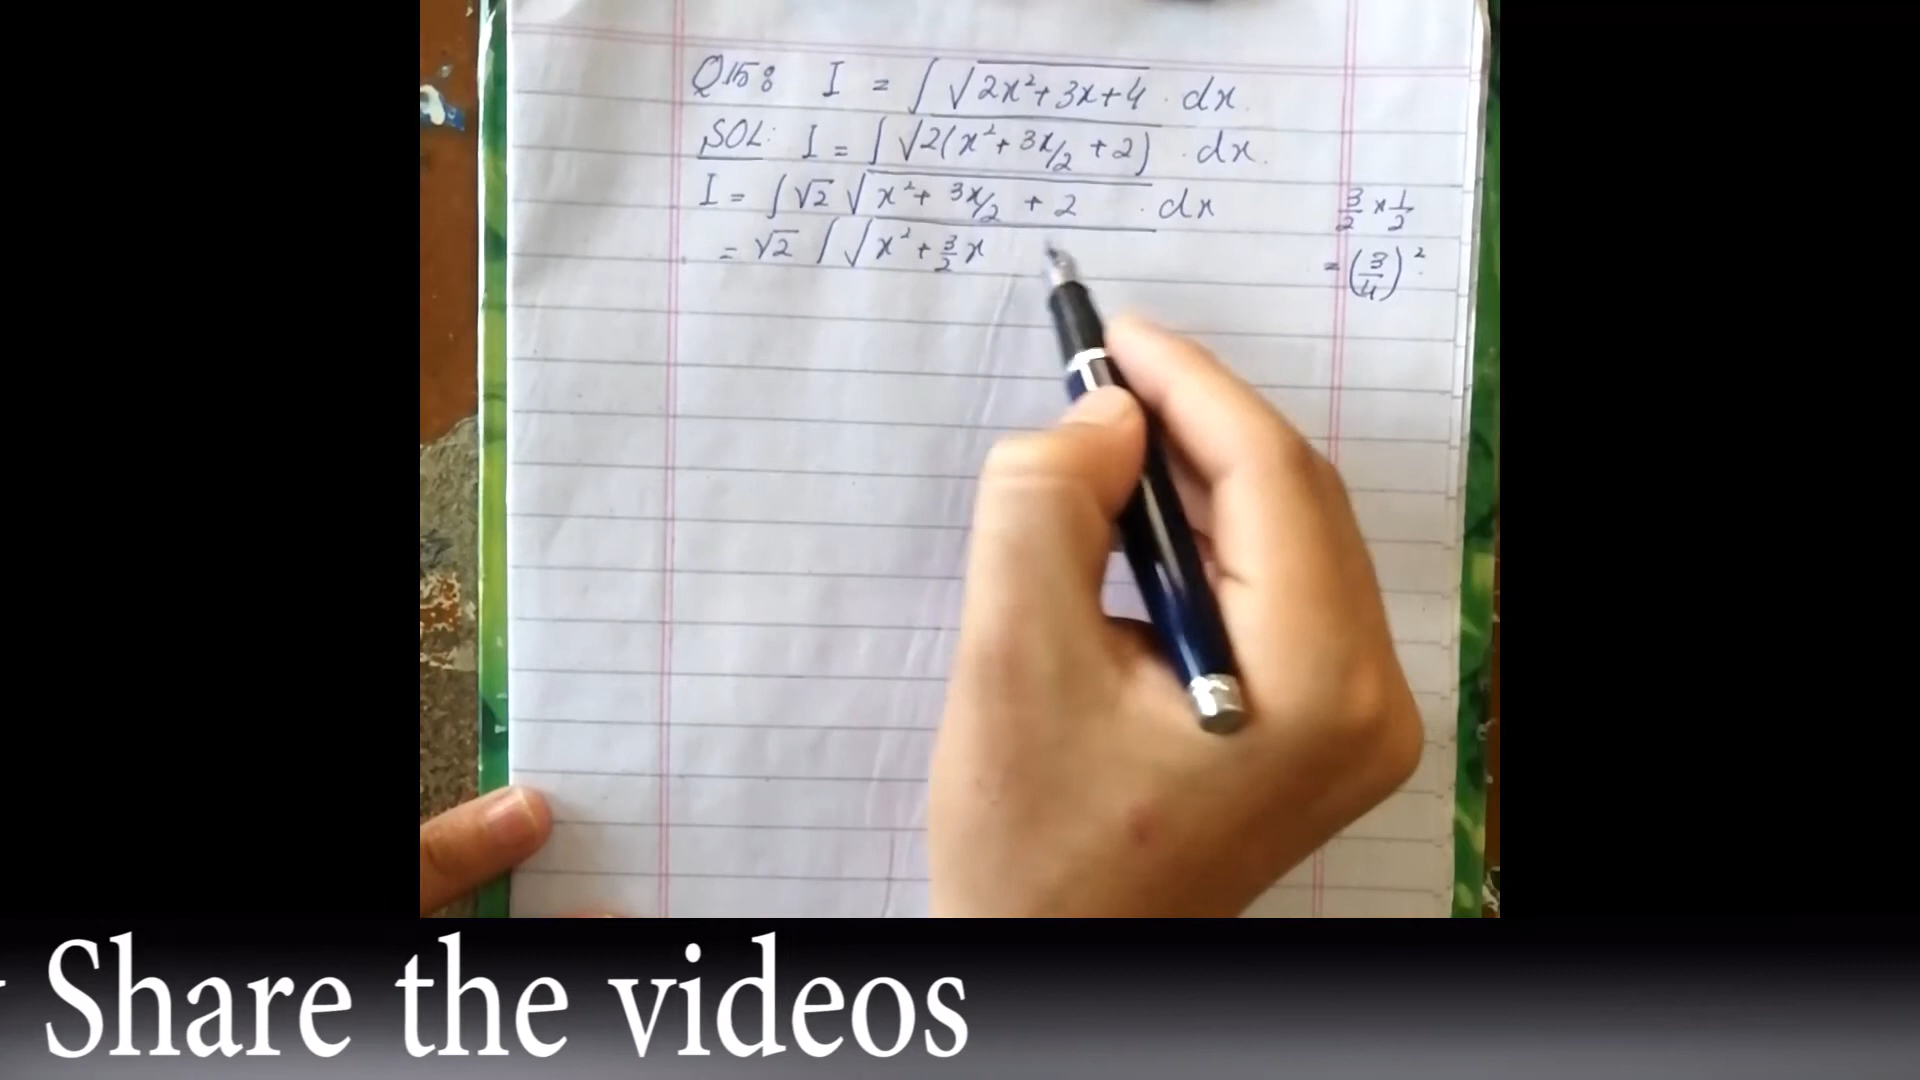 Q15: I = ∫ √2x²+3x+4 . dx.
SOL: I = ∫ √2(x²+3x/2+2) . dx.
I = ∫ √2 √x²+ 3x/2 + 2 . dx
= √2 ∫ √x² + 3/2 x
3/2 × 1/2
= (3/4)².
Share the videos